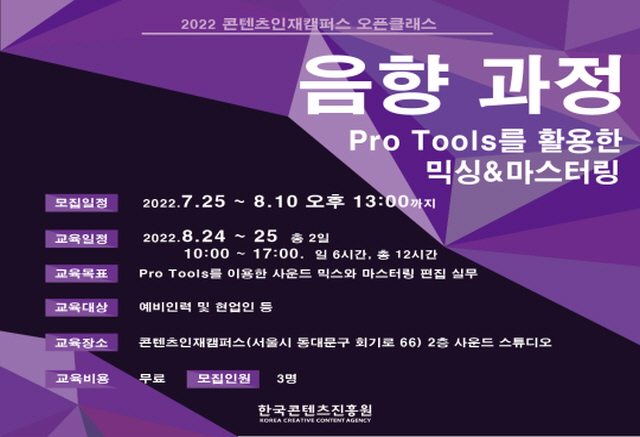 2022 콘텐츠인재캠퍼스 오픈클래스
음향 과정
Pro Tools를 활용한
믹싱&마스터링
모집일정 2022.7.25 ~ 8.10 오후 13:00까지
교육일정 2022.8.24 ~ 25 총 2일
10:00 ~ 17:00. 일 6시간, 총 12시간
교육목표 Pro Tools를 이용한 사운드 믹스와 마스터링 편집 실무
교육대상 예비인력 및 현업인 등
교육장소 콘텐츠인재캠퍼스(서울시 동대문구 회기로 66) 2층 사운드 스튜디오
교육비용 무료 모집인원 3명
한국콘텐츠진흥원
KOREA CREATIVE CONTENT AGENCY